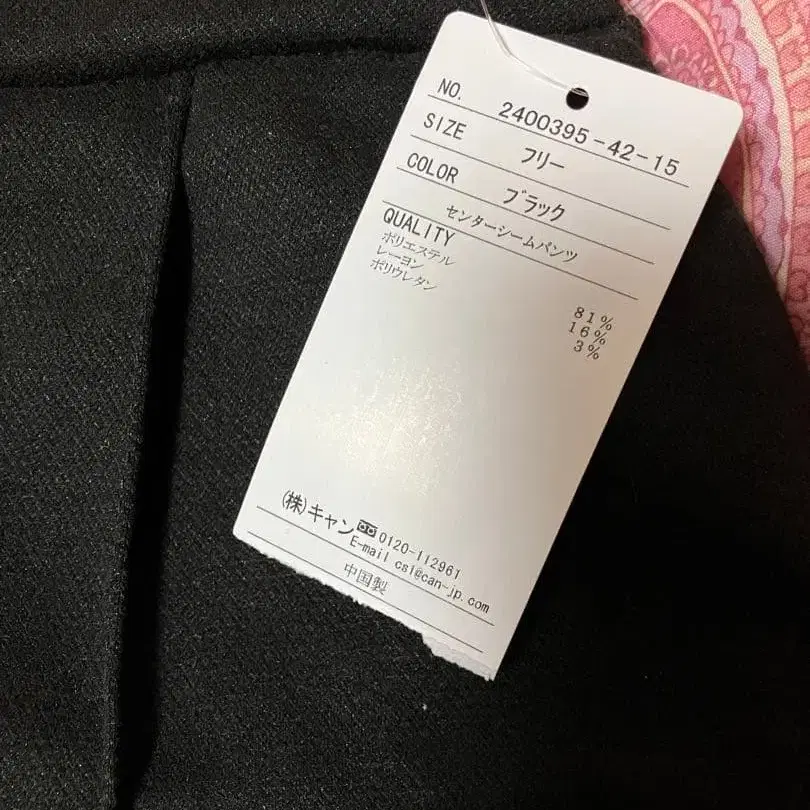 NO. 2400395-42-15
SIZE フリー
COLOR ブラック
センターシームパンツ
QUALITY
ポリエステル 81%
レーヨン 16%
ポリウレタン 3%
(株)キャン 0120-112961
E-mail cs1@can-jp.com
中国製